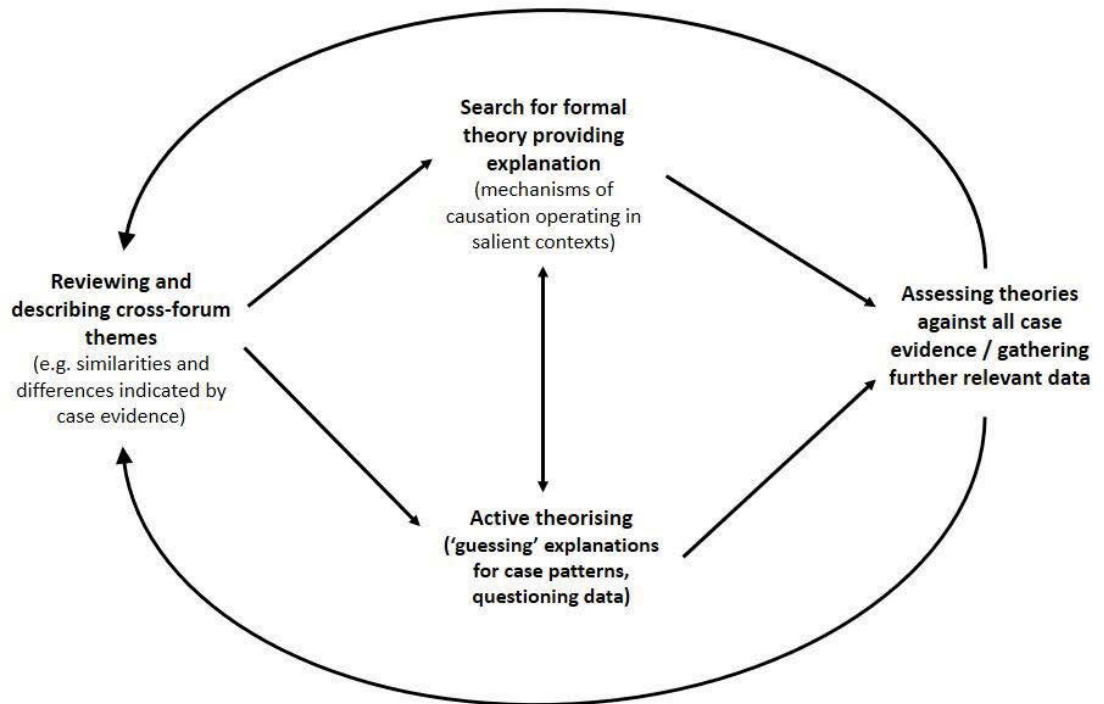 Search for formal
theory providing
explanation
(mechanisms of
causation operating in
salient contexts)
Reviewing and
describing cross-forum
themes
(e.g. similarities and
differences indicated by
case evidence)
Assessing theories
against all case
evidence / gathering
further relevant data
Active theorising
(‘guessing’ explanations
for case patterns,
questioning data)